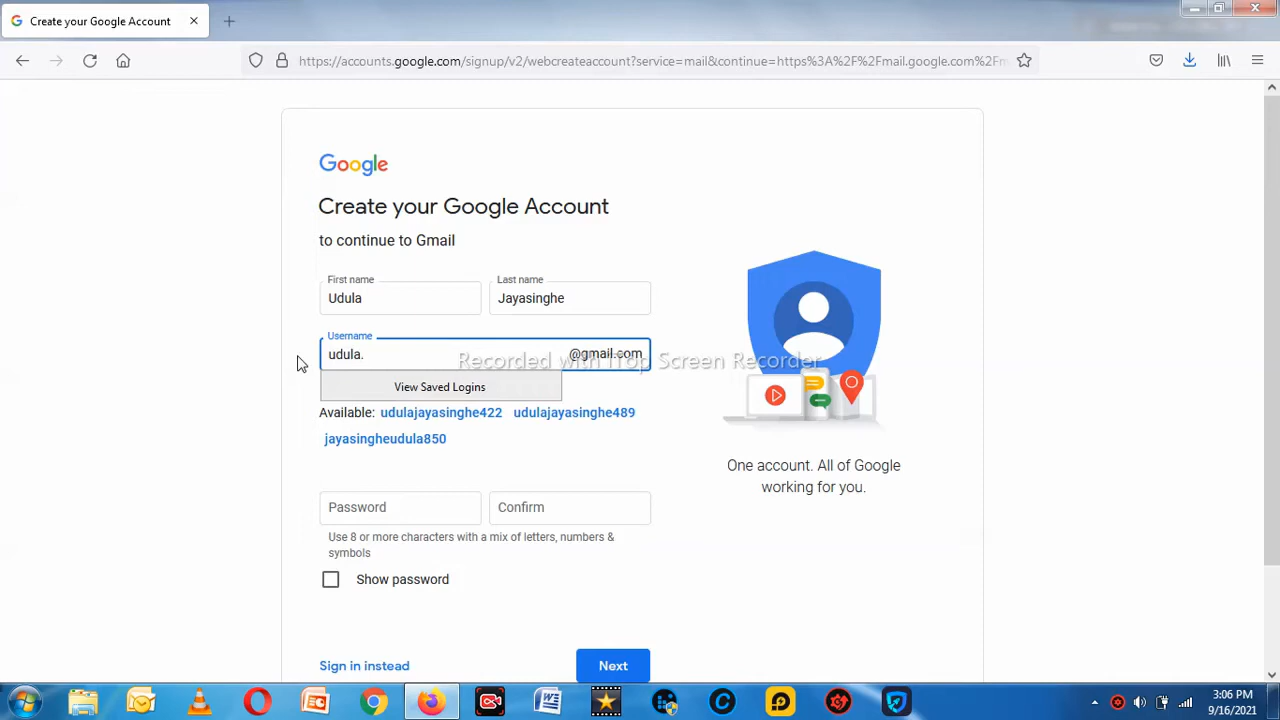 Create your Google Account
https://accounts.google.com/signup/v2/webcreateaccount?service=mail&continue=https%3A%2F%2Fmail.google.com%2Fm
Google
Create your Google Account
to continue to Gmail
First name
Last name
Udula
Jayasinghe
Username
udula.
@gmail.com
Recorded with iTop Screen Recorder
View Saved Logins
Available: udulajayasinghe422 udulajayasinghe489
jayasingheudula850
One account. All of Google
working for you.
Password
Confirm
Use 8 or more characters with a mix of letters, numbers &
symbols
Show password
Sign in instead
Next
3:06 PM
9/16/2021